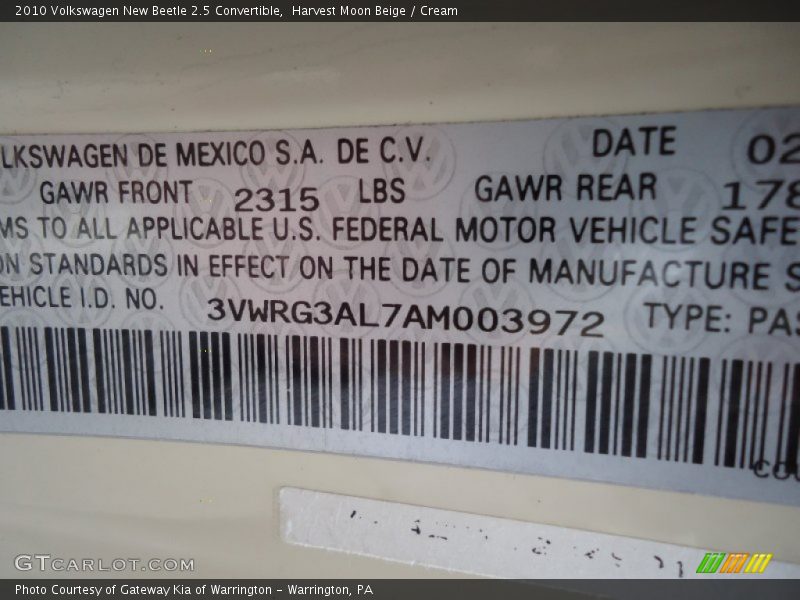 2010 Volkswagen New Beetle 2.5 Convertible,  Harvest Moon Beige / Cream
LKSWAGEN DE MEXICO S.A. DE C.V. DATE 02
GAWR FRONT 2315 LBS GAWR REAR 178
MS TO ALL APPLICABLE U.S. FEDERAL MOTOR VEHICLE SAFE
ON STANDARDS IN EFFECT ON THE DATE OF MANUFACTURE S
EHICLE I.D. NO. 3VWRG3AL7AM003972 TYPE: PAS
COU
GTCARLOT.COM
Photo Courtesy of Gateway Kia of Warrington - Warrington, PA